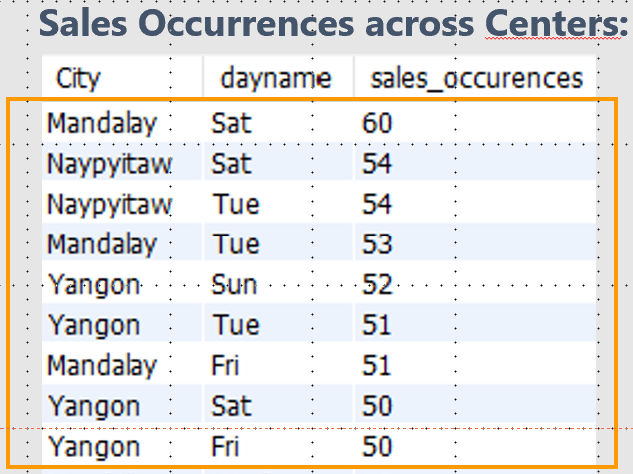 Sales Occurrences across Centers:
City dayname sales_occurences
Mandalay Sat 60
Naypyitaw Sat 54
Naypyitaw Tue 54
Mandalay Tue 53
Yangon Sun 52
Yangon Tue 51
Mandalay Fri 51
Yangon Sat 50
Yangon Fri 50